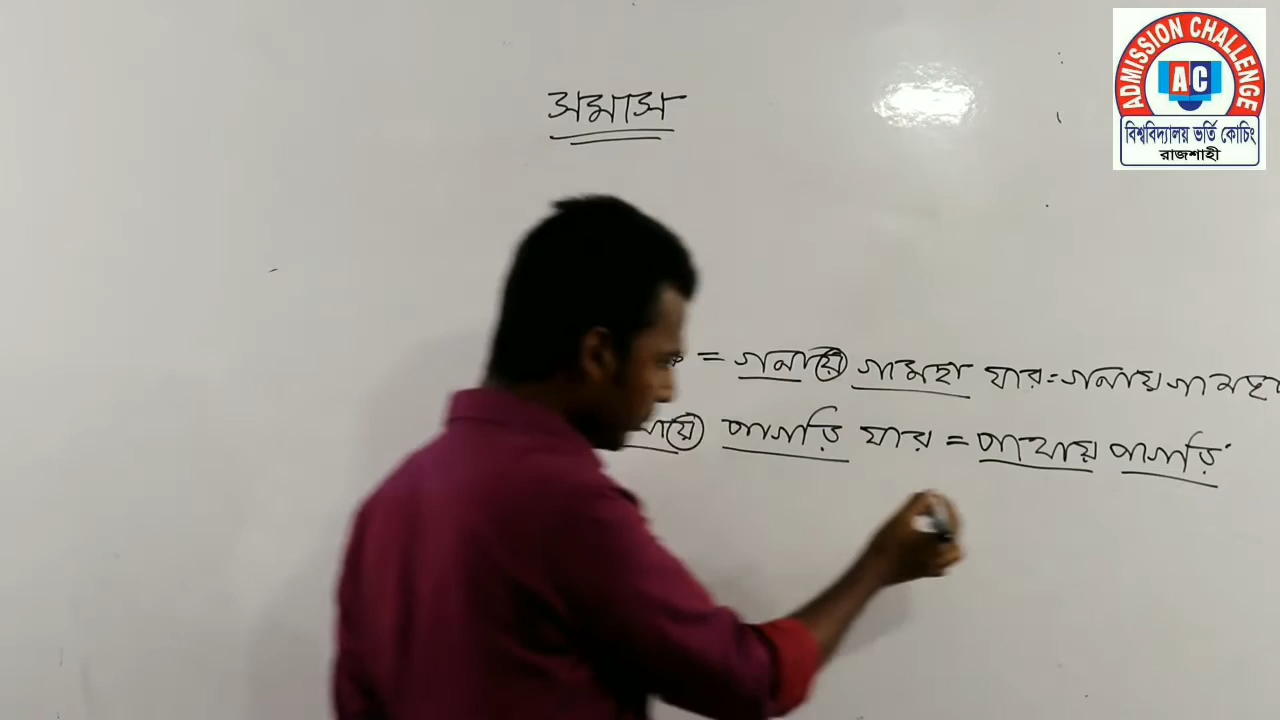 সমাস
ADMISSION CHALLENGE
AC
বিশ্ববিদ্যালয় ভর্তি কোচিং
রাজশাহী
= গলায় গামছা যার = গলায় গামছা
পাগড়ি যার = মাথায় পাগড়ি